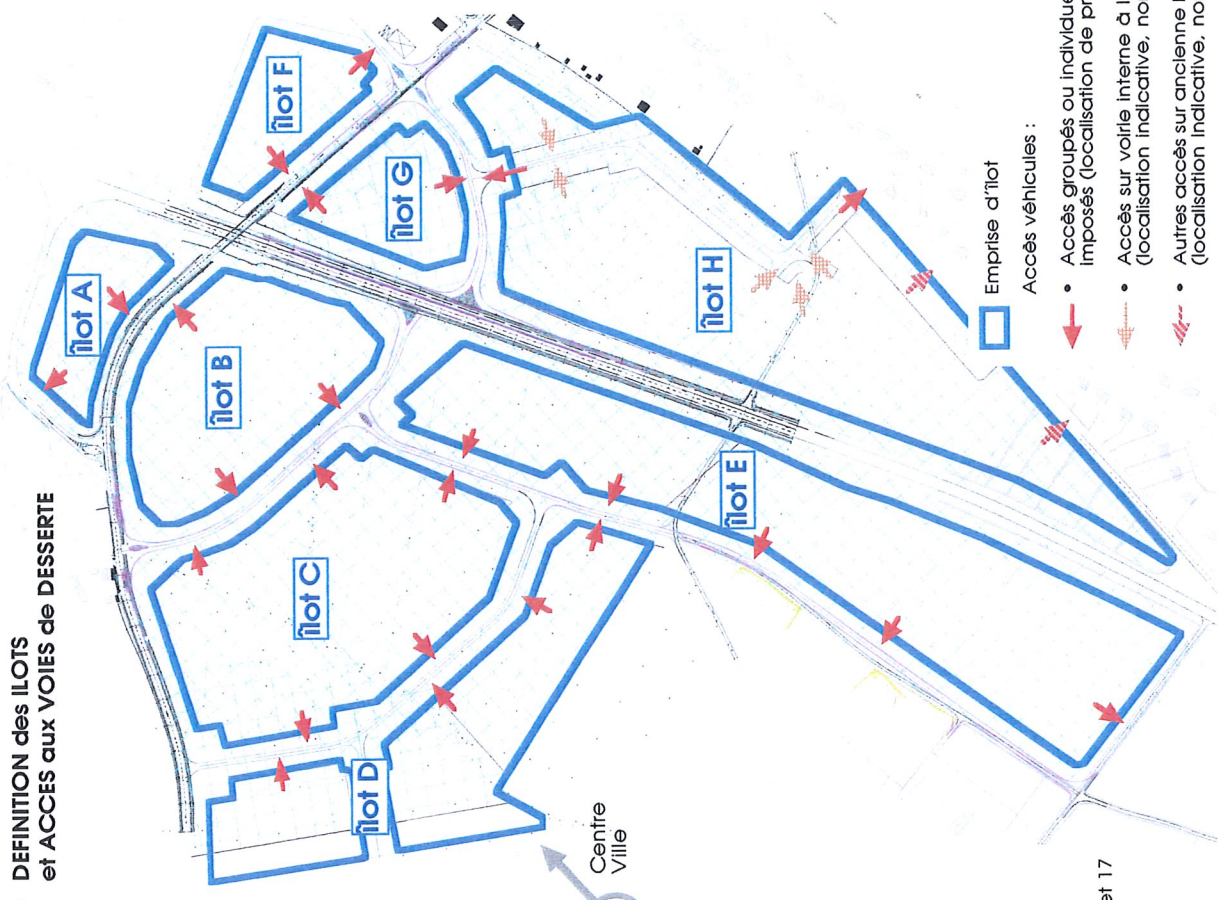 DEFINITION des ILOTS
et ACCES aux VOIES de DESSERTE
îlot A
îlot B
îlot C
îlot D
îlot E
îlot F
îlot G
îlot H
Centre
Ville
Emprise d'îlot
Accès véhicules :
• Accès groupés ou individue
imposés (localisation de pr
• Accès sur voirie interne à l
(localisation indicative, no
• Autres accès sur ancienne
(localisation indicative, no
et 17